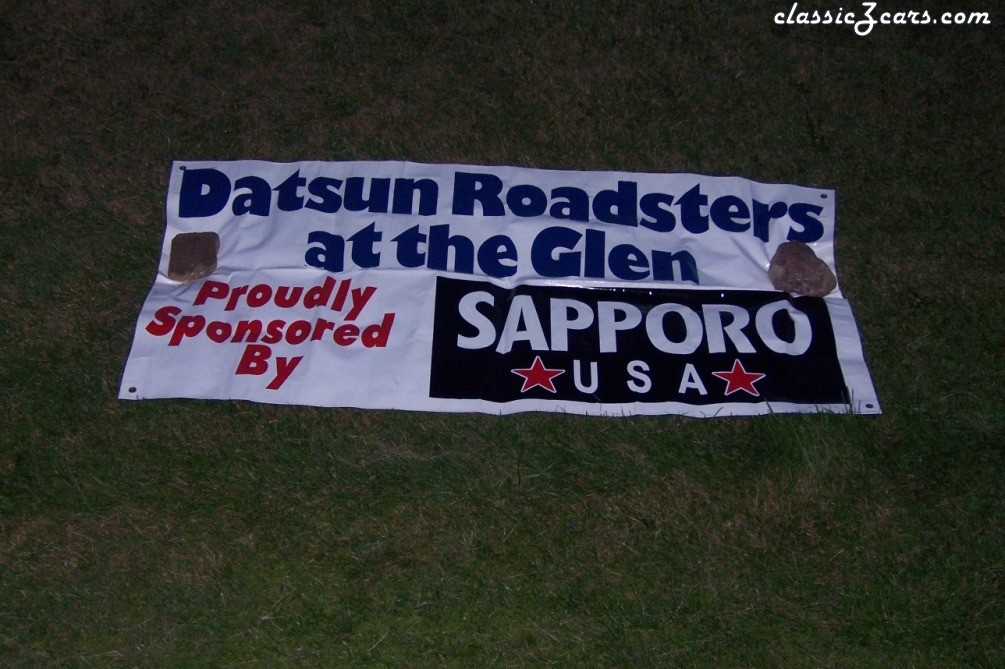 classicZcars.com
Datsun Roadsters
at the Glen
Proudly
Sponsored
By
SAPPORO
USA